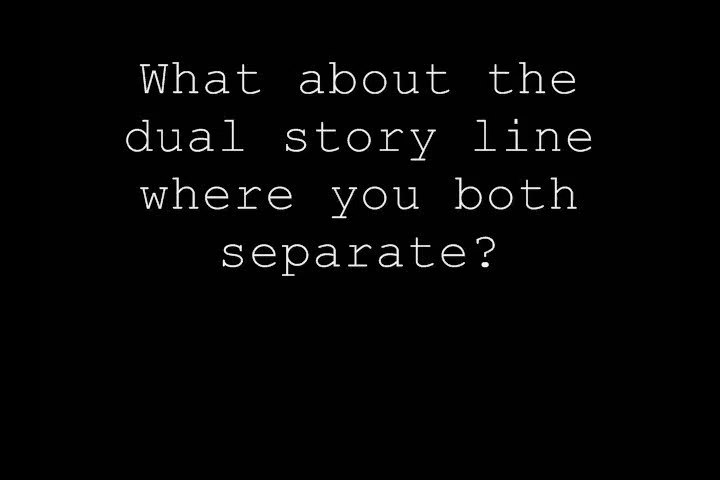 What about the
dual story line
where you both
separate?